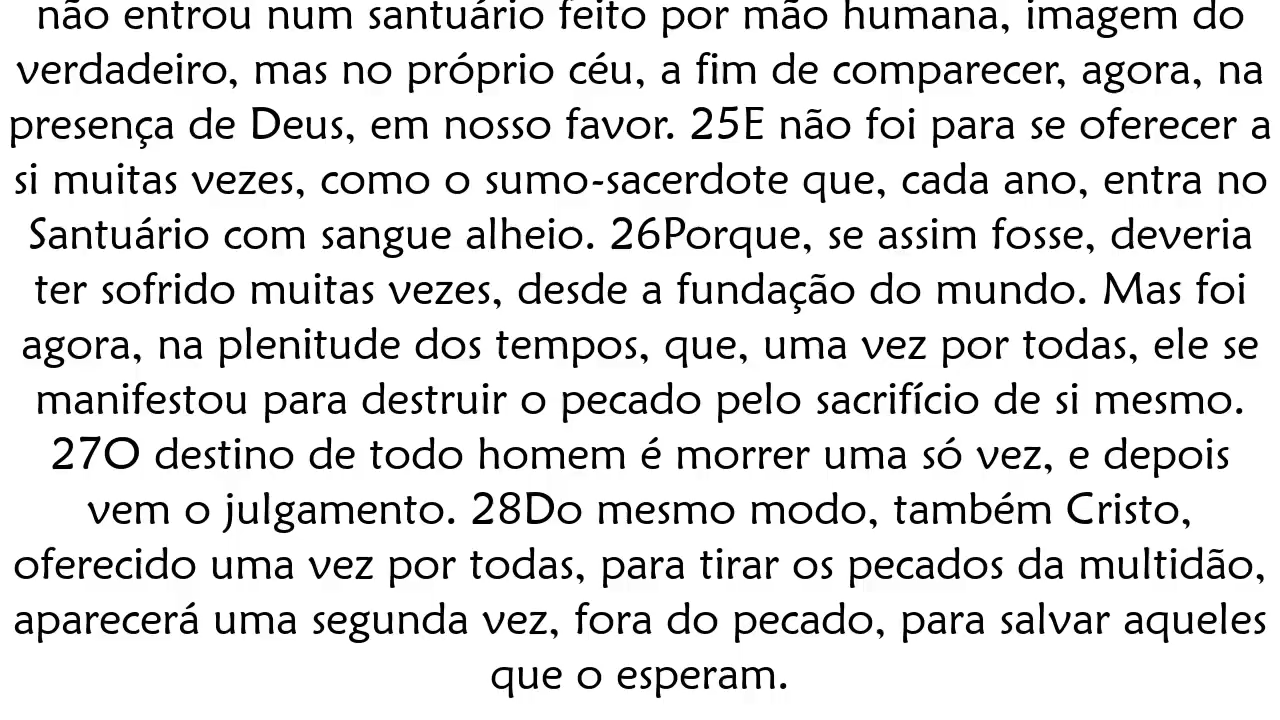 não entrou num santuário feito por mão humana, imagem do
verdadeiro, mas no próprio céu, a fim de comparecer, agora, na
presença de Deus, em nosso favor. 25E não foi para se oferecer a
si muitas vezes, como o sumo-sacerdote que, cada ano, entra no
Santuário com sangue alheio. 26Porque, se assim fosse, deveria
ter sofrido muitas vezes, desde a fundação do mundo. Mas foi
agora, na plenitude dos tempos, que, uma vez por todas, ele se
manifestou para destruir o pecado pelo sacrifício de si mesmo.
27O destino de todo homem é morrer uma só vez, e depois
vem o julgamento. 28Do mesmo modo, também Cristo,
oferecido uma vez por todas, para tirar os pecados da multidão,
aparecerá uma segunda vez, fora do pecado, para salvar aqueles
que o esperam.